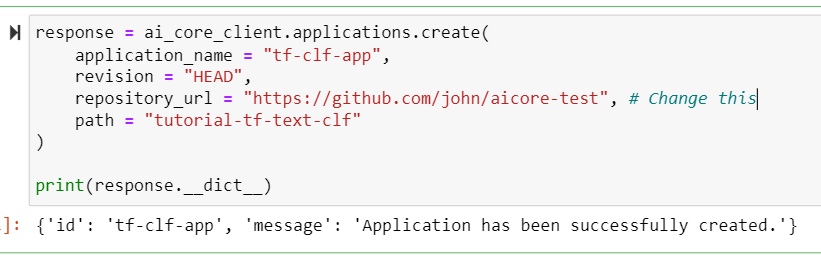 response = ai_core_client.applications.create(
    application_name = "tf-clf-app",
    revision = "HEAD",
    repository_url = "https://github.com/john/aicore-test", # Change this
    path = "tutorial-tf-text-clf"
)
print(response.__dict__)
]: {'id': 'tf-clf-app', 'message': 'Application has been successfully created.'}